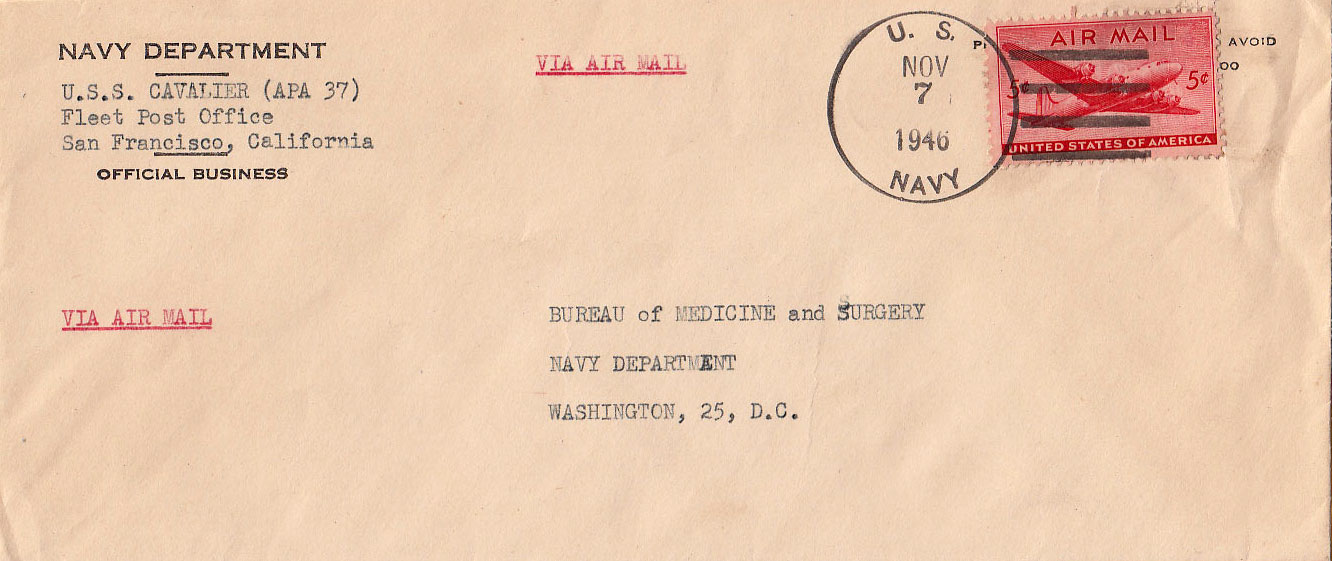 NAVY DEPARTMENT
U.S.S. CAVALIER (APA 37)
Fleet Post Office
San Francisco, California
OFFICIAL BUSINESS
VIA AIR MAIL
U. S.
NOV
7
1946
NAVY
AIR MAIL
5¢ 5¢
UNITED STATES OF AMERICA
AVOID
VIA AIR MAIL
BUREAU of MEDICINE and SURGERY
NAVY DEPARTMENT
WASHINGTON, 25, D.C.